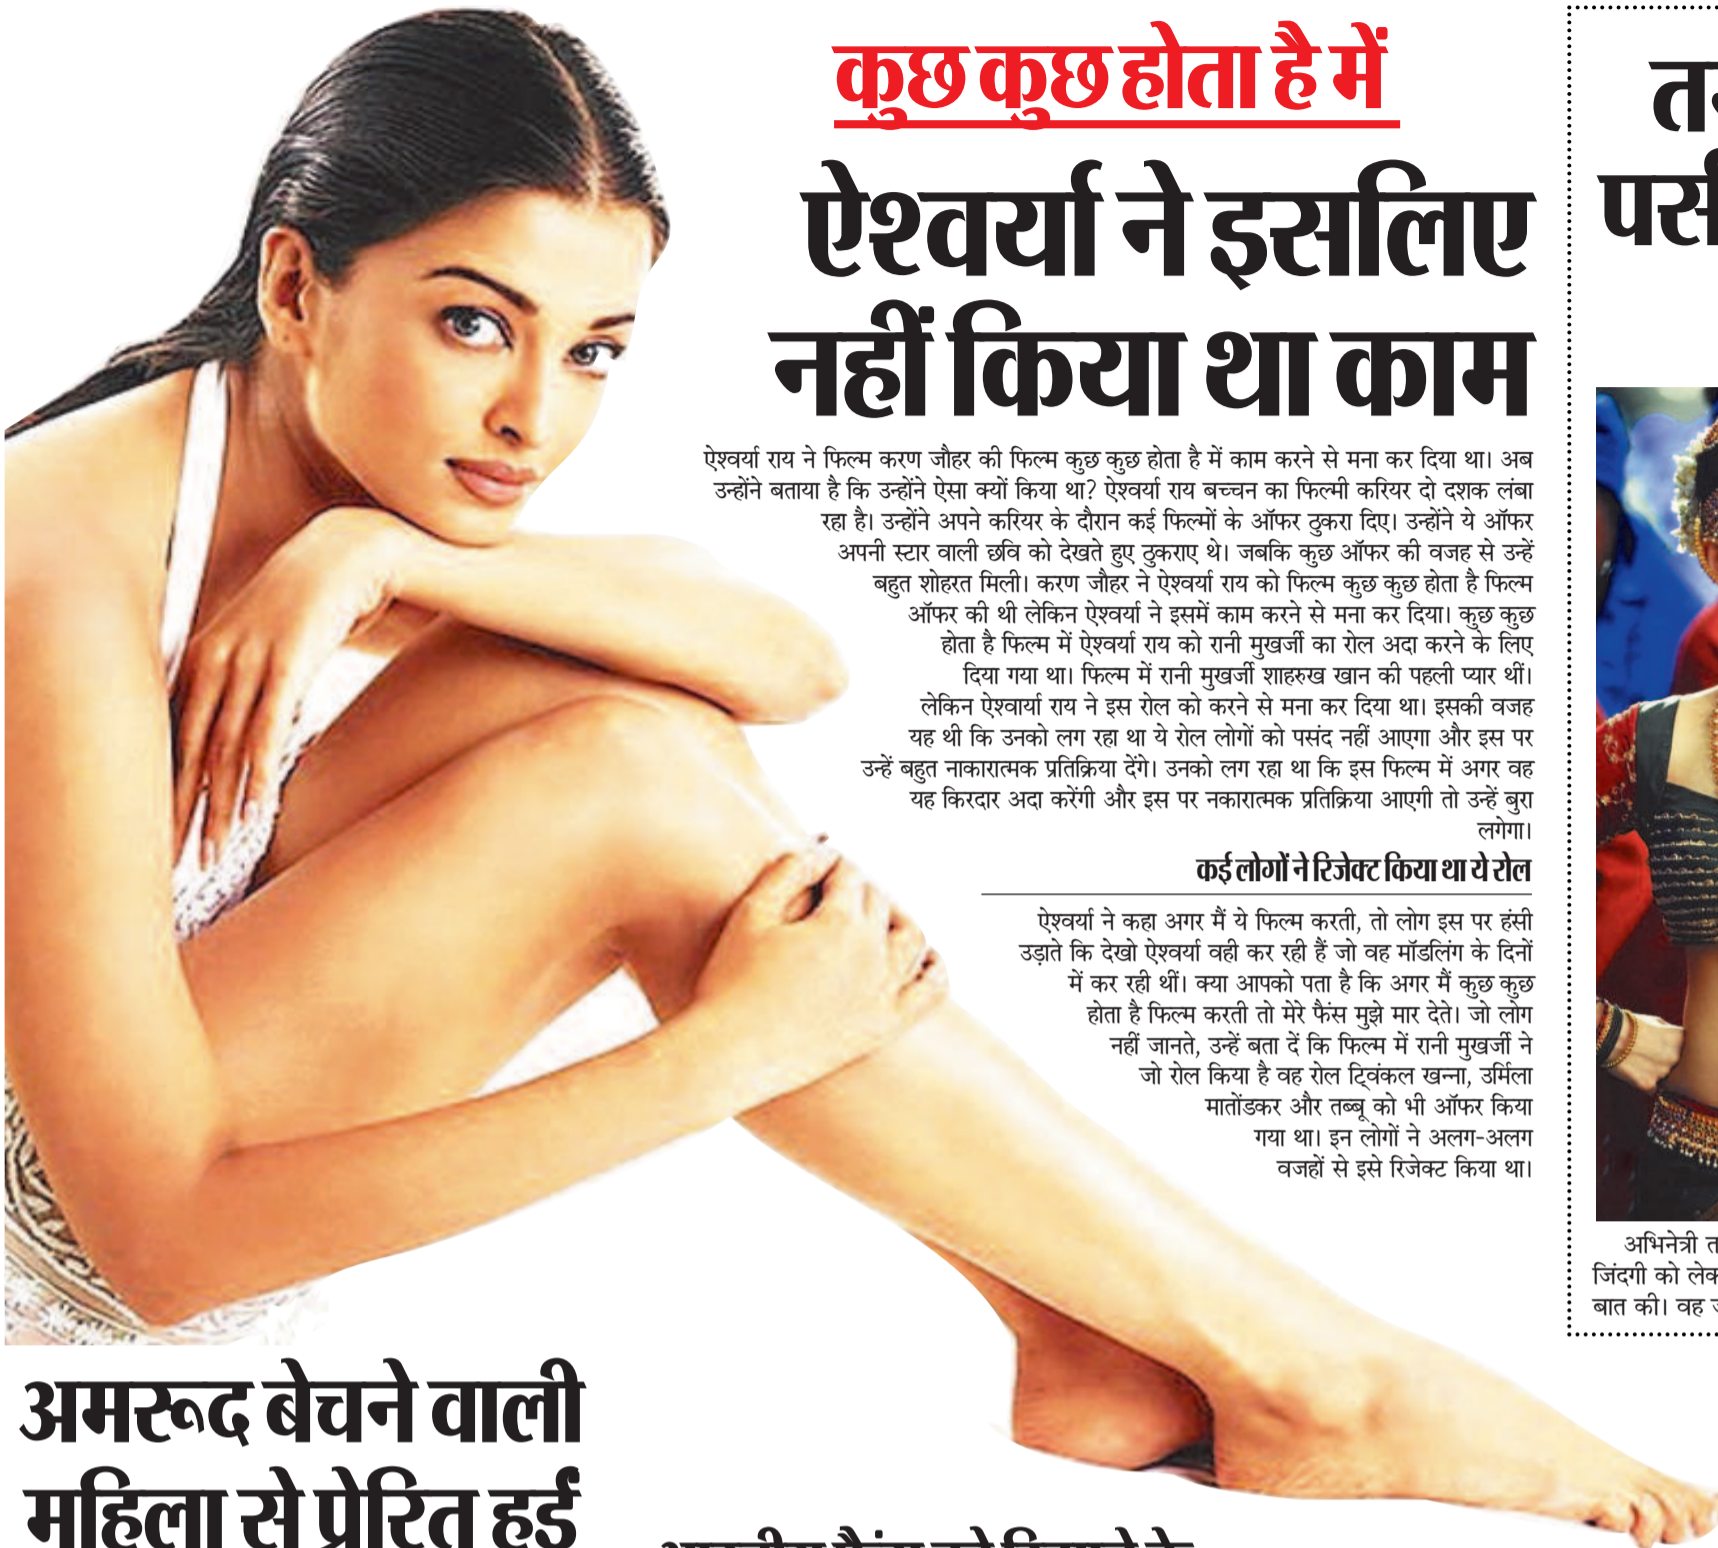 कुछ कुछ होता है में
ऐश्वर्या ने इसलिए
नहीं किया था काम
ऐश्वर्या राय ने फिल्म करण जौहर की फिल्म कुछ कुछ होता है में काम करने से मना कर दिया था। अब
उन्होंने बताया है कि उन्होंने ऐसा क्यों किया था? ऐश्वर्या राय बच्चन का फिल्मी करियर दो दशक लंबा
रहा है। उन्होंने अपने करियर के दौरान कई फिल्मों के ऑफर ठुकरा दिए। उन्होंने ये ऑफर
अपनी स्टार वाली छवि को देखते हुए ठुकराए थे। जबकि कुछ ऑफर की वजह से उन्हें
बहुत शोहरत मिली। करण जौहर ने ऐश्वर्या राय को फिल्म कुछ कुछ होता है फिल्म
ऑफर की थी लेकिन ऐश्वर्या ने इसमें काम करने से मना कर दिया। कुछ कुछ
होता है फिल्म में ऐश्वर्या राय को रानी मुखर्जी का रोल अदा करने के लिए
दिया गया था। फिल्म में रानी मुखर्जी शाहरुख खान की पहली प्यार थीं।
लेकिन ऐश्वार्या राय ने इस रोल को करने से मना कर दिया था। इसकी वजह
यह थी कि उनको लग रहा था ये रोल लोगों को पसंद नहीं आएगा और इस पर
उन्हें बहुत नाकारात्मक प्रतिक्रिया देंगे। उनको लग रहा था कि इस फिल्म में अगर वह
यह किरदार अदा करेंगी और इस पर नकारात्मक प्रतिक्रिया आएगी तो उन्हें बुरा
लगेगा।
कई लोगों ने रिजेक्ट किया था ये रोल
ऐश्वर्या ने कहा अगर मैं ये फिल्म करती, तो लोग इस पर हंसी
उड़ाते कि देखो ऐश्वर्या वही कर रही हैं जो वह मॉडलिंग के दिनों
में कर रही थीं। क्या आपको पता है कि अगर मैं कुछ कुछ
होता है फिल्म करती तो मेरे फैंस मुझे मार देते। जो लोग
नहीं जानते, उन्हें बता दें कि फिल्म में रानी मुखर्जी ने
जो रोल किया है वह रोल ट्विंकल खन्ना, उर्मिला
मातोंडकर और तब्बू को भी ऑफर किया
गया था। इन लोगों ने अलग-अलग
वजहों से इसे रिजेक्ट किया था।
अमरूद बेचने वाली
महिला से प्रेरित हुई
अभिनेत्री
जिंदगी को
बात की। वह